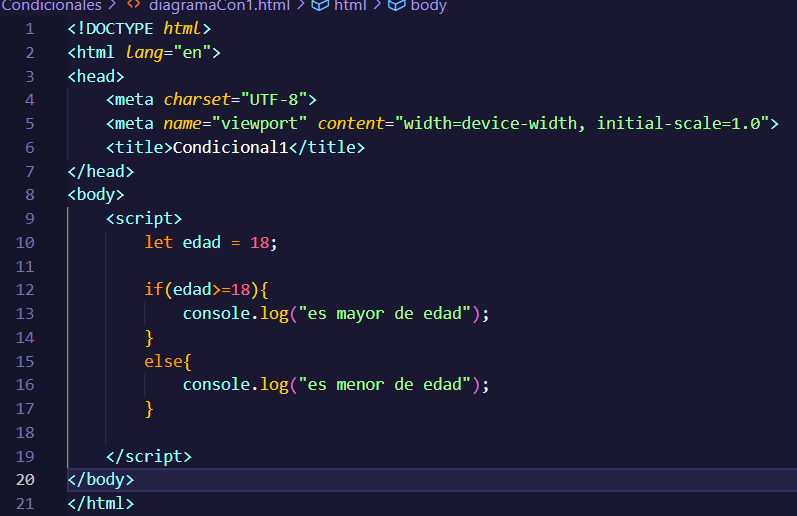 Condicionales > <> diagramaCon1.html > html > body
1 <!DOCTYPE html>
2 <html lang="en">
3 <head>
4     <meta charset="UTF-8">
5     <meta name="viewport" content="width=device-width, initial-scale=1.0">
6     <title>Condicional1</title>
7 </head>
8 <body>
9     <script>
10         let edad = 18;
11
12         if(edad>=18){
13             console.log("es mayor de edad");
14         }
15         else{
16             console.log("es menor de edad");
17         }
18
19     </script>
20 </body>
21 </html>